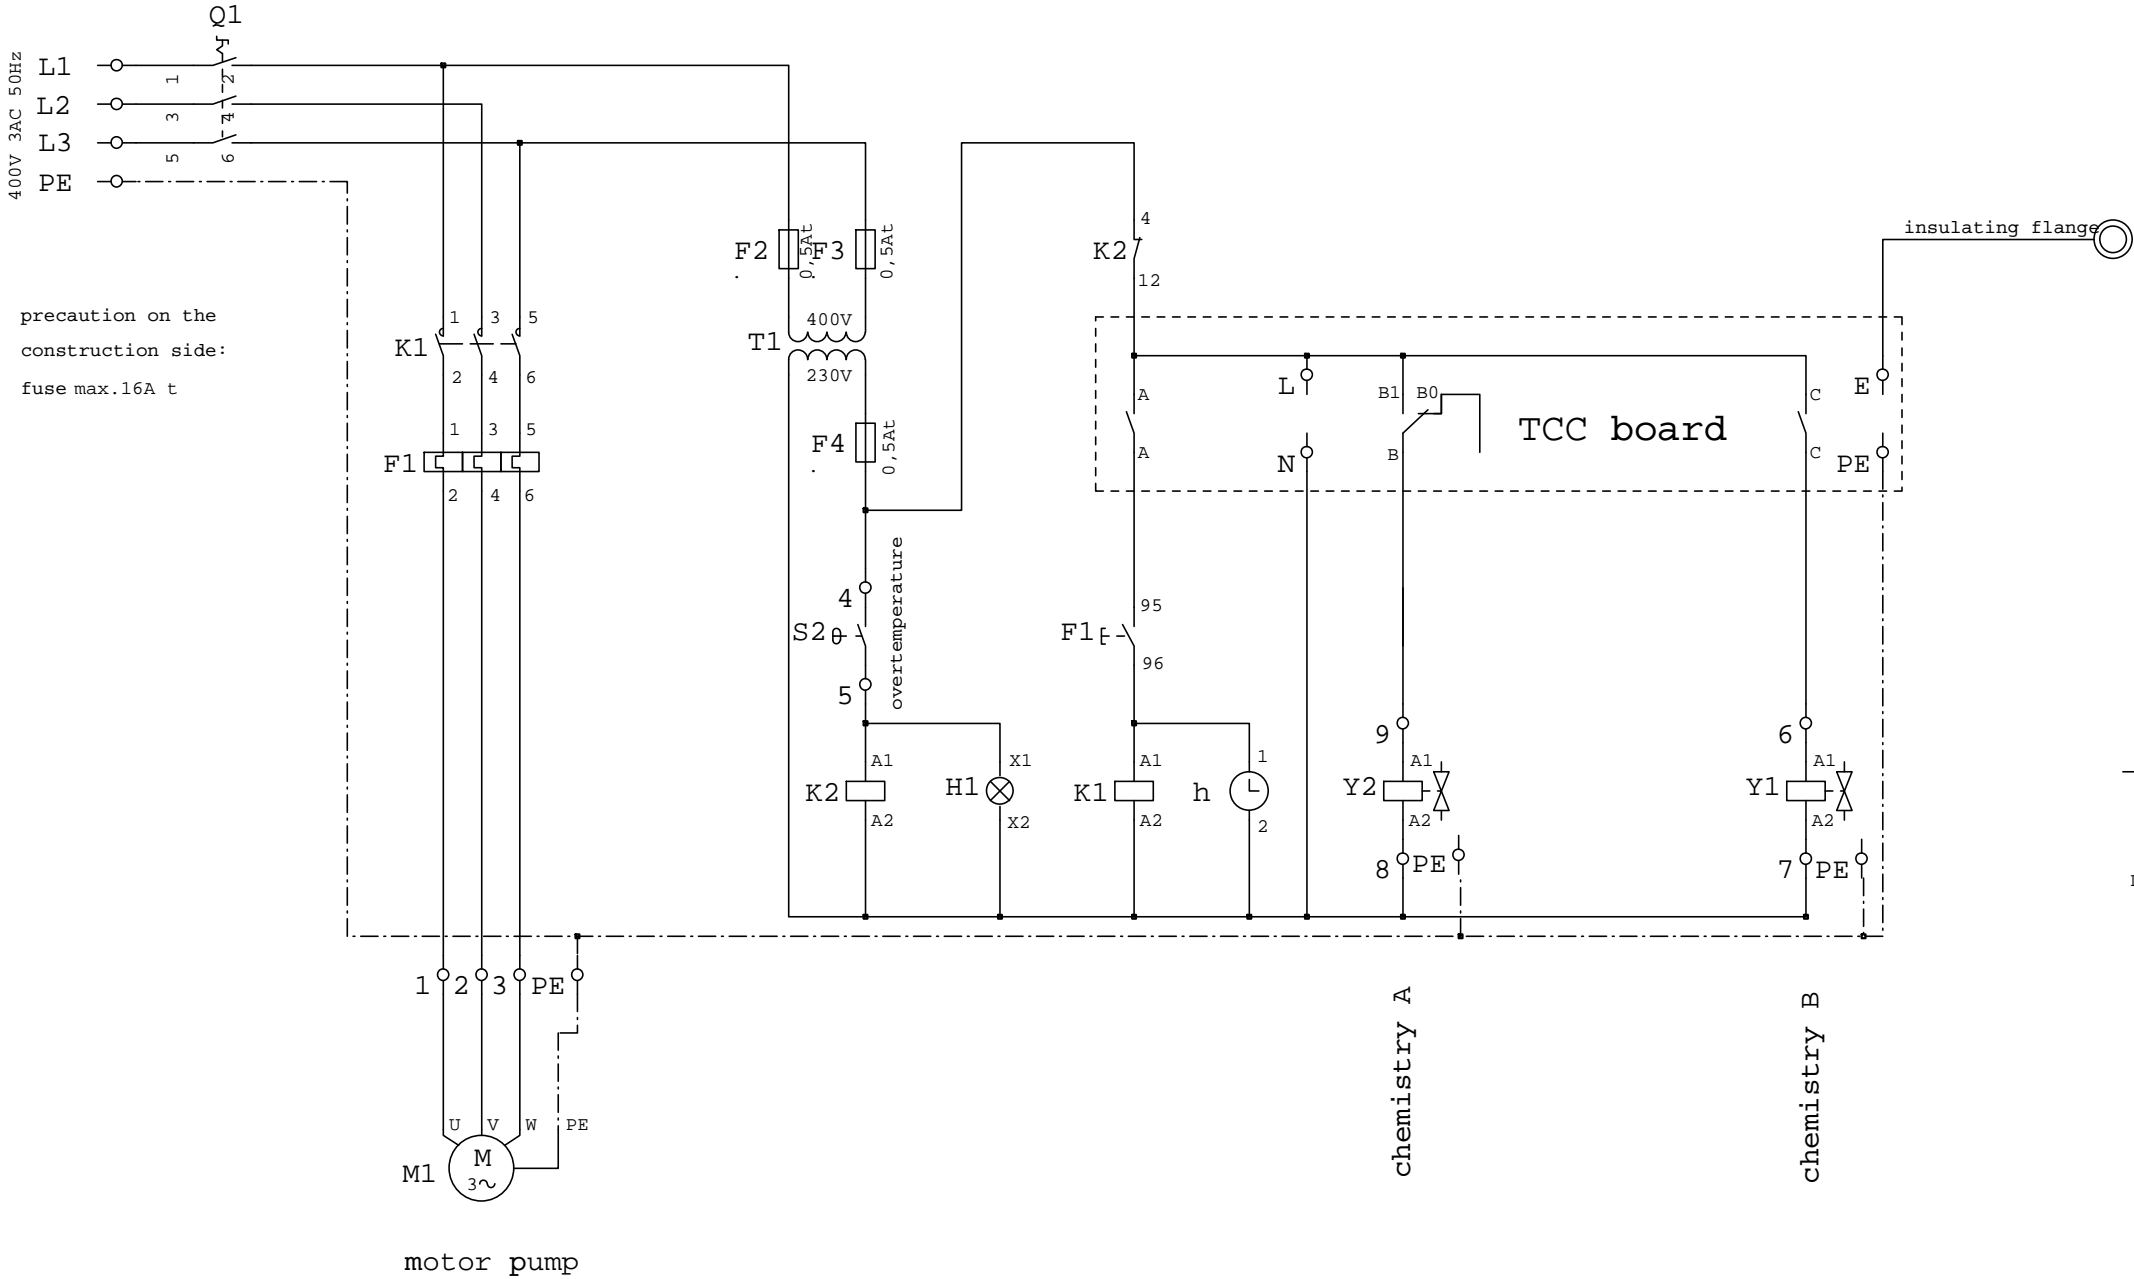 Q1
400V 3AC 50Hz
L1
1
2
L2
3
4
L3
5
6
PE
precaution on the
construction side:
fuse max.16A t
K1
1
3
5
2
4
6
F1
1
3
5
2
4
6
F2
0,5At
.
F3
0,5At
.
T1
400V
230V
F4
0,5At
.
4
S2
overtemperature
5
K2
A1
A2
H1
X1
X2
K2
4
12
A
A
L
N
B1
B0
B
TCC board
C
C
E
PE
insulating flange
F1
95
96
K1
A1
A2
h
1
2
9
Y2
A1
A2
8
PE
6
Y1
A1
A2
7
PE
1
2
3
PE
U
V
W
PE
M1
M
3~
motor pump
chemistry A
chemistry B